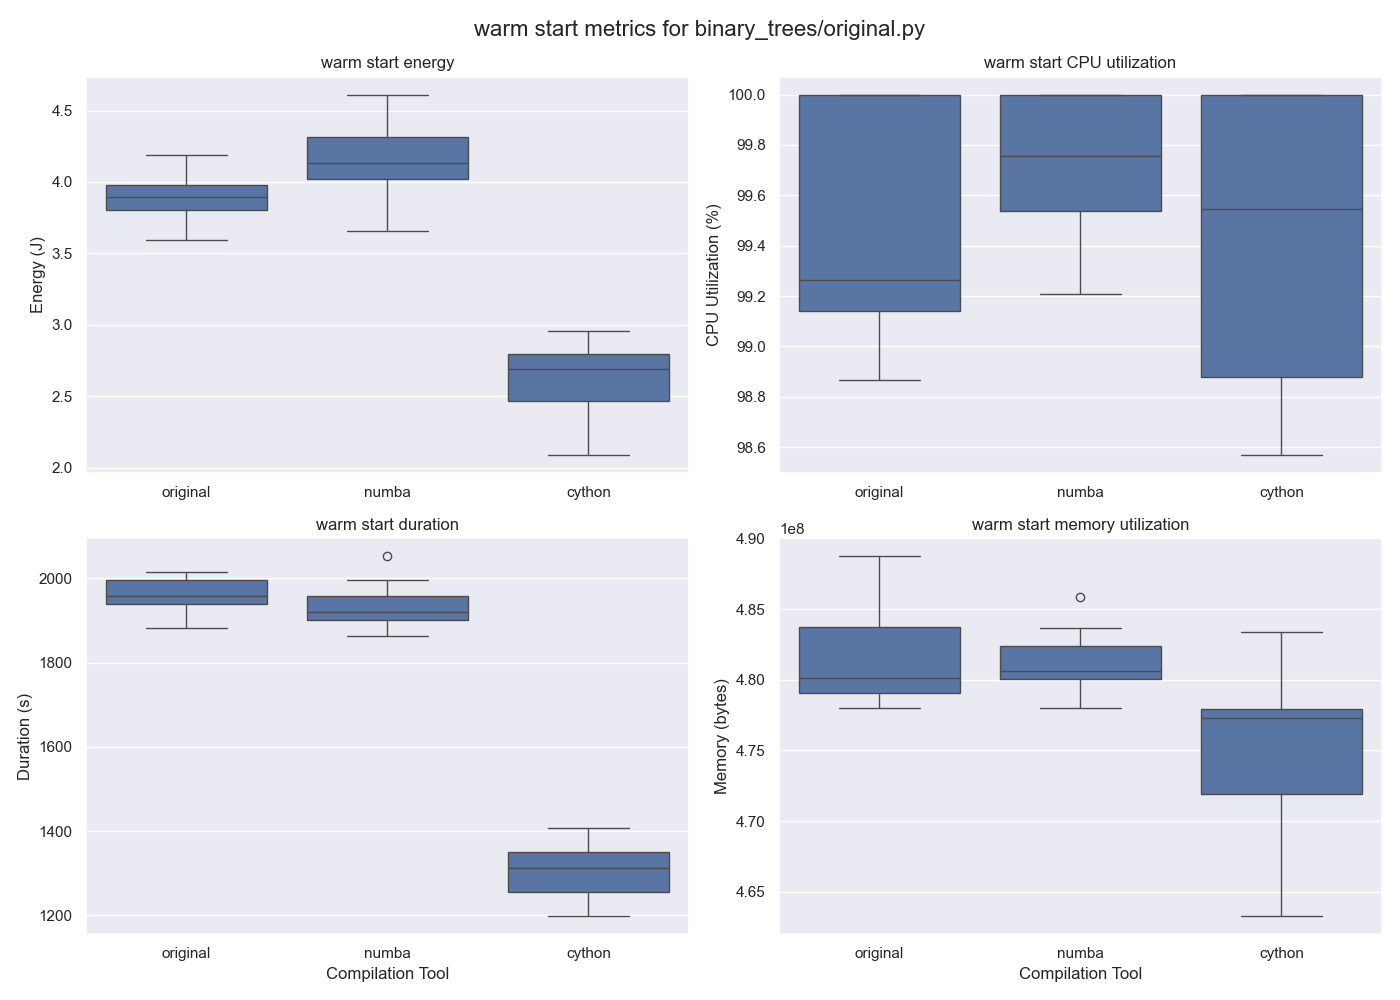 warm start metrics for binary_trees/original.py
warm start energy
4.5
4.0
3.5
3.0
2.5
2.0
Energy (J)
original numba cython
warm start CPU utilization
100.0
99.8
99.6
99.4
99.2
99.0
98.8
98.6
CPU Utilization (%)
original numba cython
warm start duration
2000
1800
1600
1400
1200
Duration (s)
original numba cython
Compilation Tool
warm start memory utilization
1e8
4.90
4.85
4.80
4.75
4.70
4.65
Memory (bytes)
original numba cython
Compilation Tool